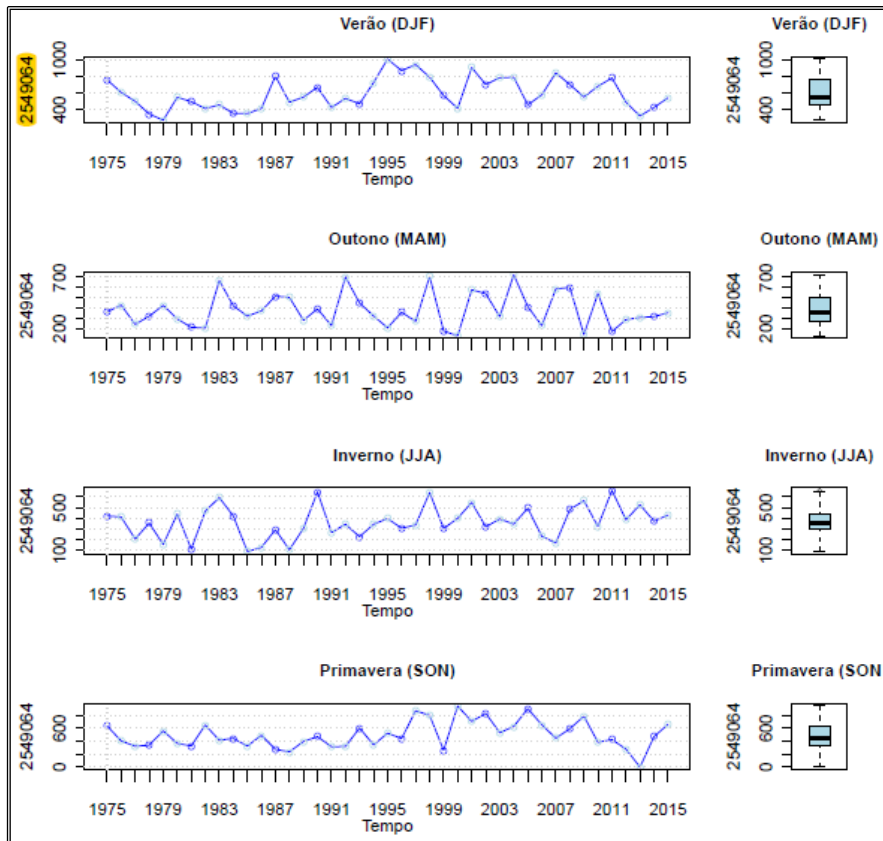 Verão (DJF)
2549064
400 1000
1975 1979 1983 1987 1991 1995 1999 2003 2007 2011 2015
Tempo
Verão (DJF)
2549064
400 1000
Outono (MAM)
2549064
200 700
1975 1979 1983 1987 1991 1995 1999 2003 2007 2011 2015
Tempo
Outono (MAM)
2549064
200 700
Inverno (JJA)
2549064
100 500
1975 1979 1983 1987 1991 1995 1999 2003 2007 2011 2015
Tempo
Inverno (JJA)
2549064
100 500
Primavera (SON)
2549064
0 600
1975 1979 1983 1987 1991 1995 1999 2003 2007 2011 2015
Tempo
Primavera (SON
2549064
0 600